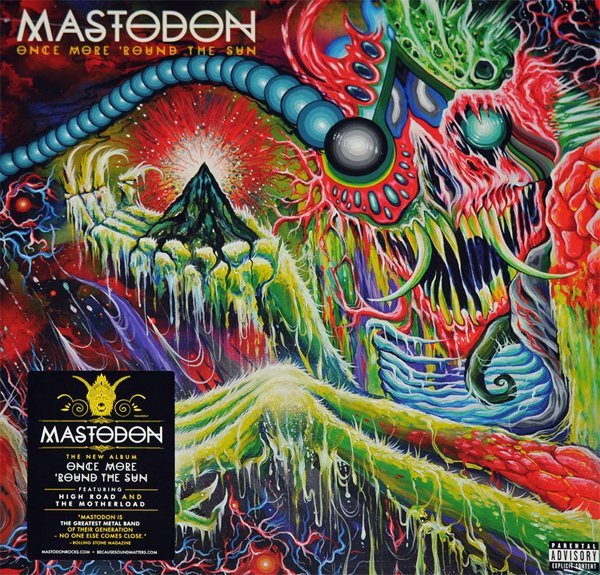 MASTODON
ONCE MORE 'ROUND THE SUN
MASTODON
THE NEW ALBUM
ONCE MORE
'ROUND THE SUN
FEATURING
HIGH ROAD AND
THE MOTHERLOAD
"MASTODON IS
THE GREATEST METAL BAND
OF THEIR GENERATION
- NO ONE ELSE COMES CLOSE."
- ROLLING STONE MAGAZINE
MASTODONROCKS.COM • BECAUSESOUNDMATTERS.COM
PARENTAL
ADVISORY
EXPLICIT CONTENT